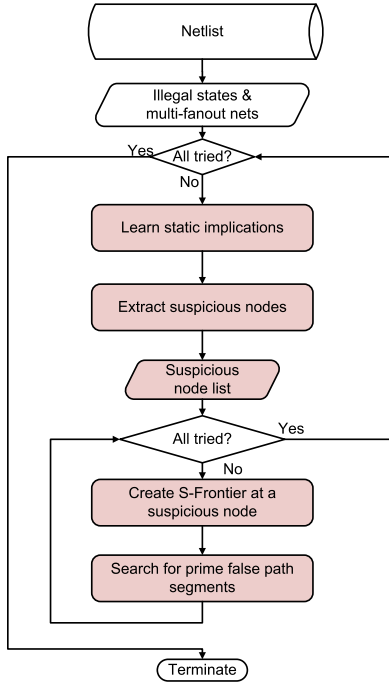 Netlist
Illegal states &
multi-fanout nets
Yes
All tried?
No
Learn static implications
Extract suspicious nodes
Suspicious
node list
All tried?
Yes
No
Create S-Frontier at a
suspicious node
Search for prime false path
segments
Terminate